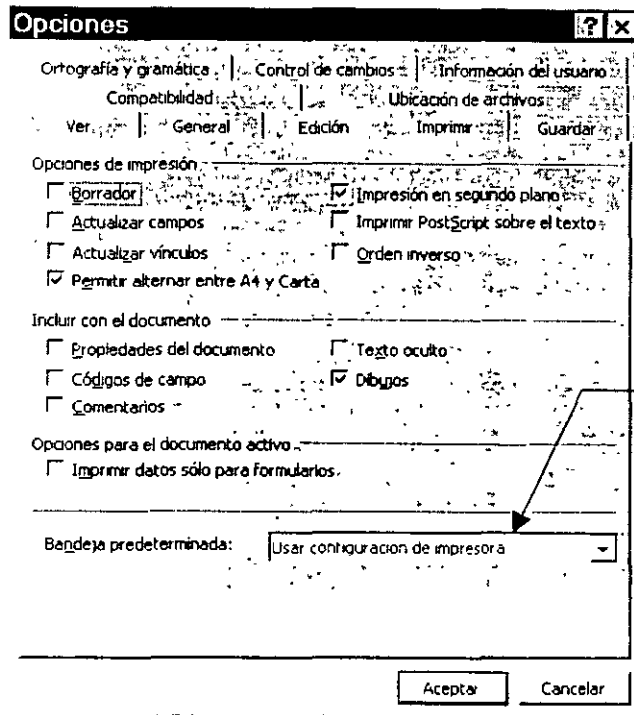 Opciones
Ortografía y gramática Control de cambios Información del usuario
Compatibilidad Ubicación de archivos
Ver General Edición Imprimir Guardar
Opciones de impresión
Borrador Impresión en segundo plano
Actualizar campos Imprimir PostScript sobre el texto
Actualizar vínculos Orden inverso
Permitir alternar entre A4 y Carta
Incluir con el documento
Propiedades del documento Texto oculto
Códigos de campo Dibujos
Comentarios
Opciones para el documento activo
Imprimir datos sólo para formularios
Bandeja predeterminada: Usar configuracion de impresora
Aceptar Cancelar